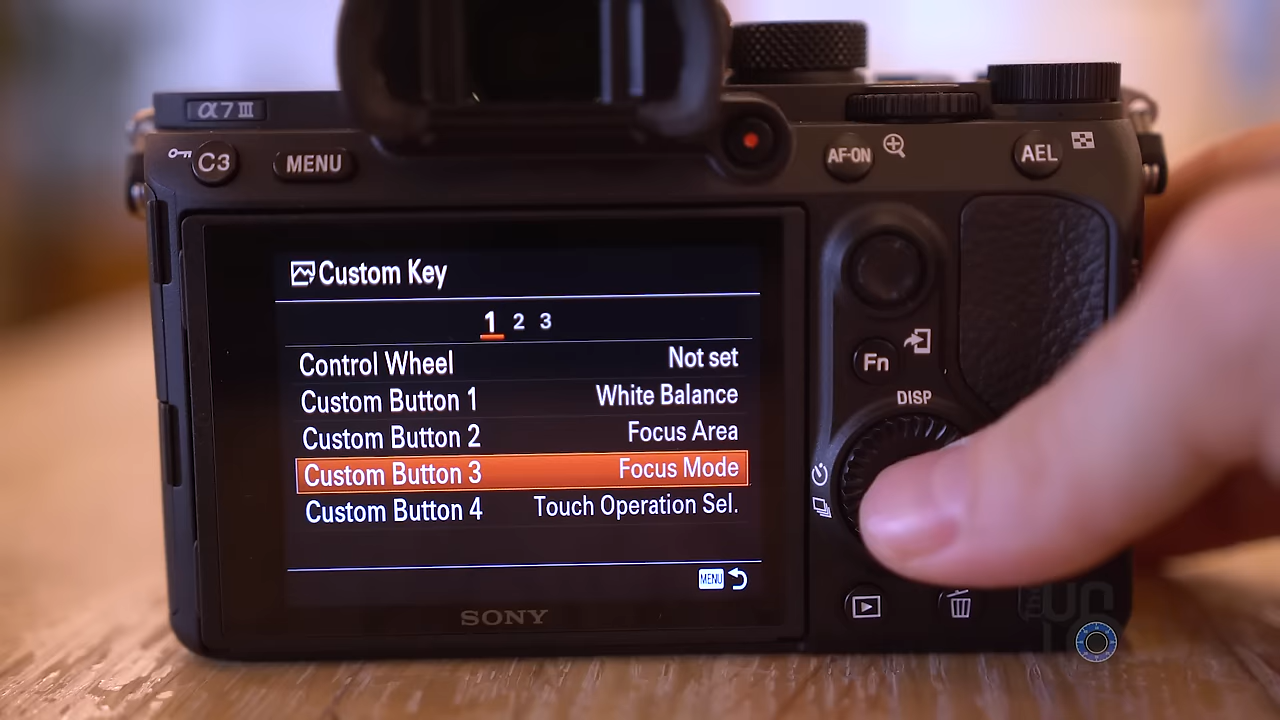 α7III
C3
MENU
AF-ON
AEL
Custom Key
1 2 3
Control Wheel Not set
Custom Button 1 White Balance
Custom Button 2 Focus Area
Custom Button 3 Focus Mode
Custom Button 4 Touch Operation Sel.
MENU
Fn
DISP
SONY